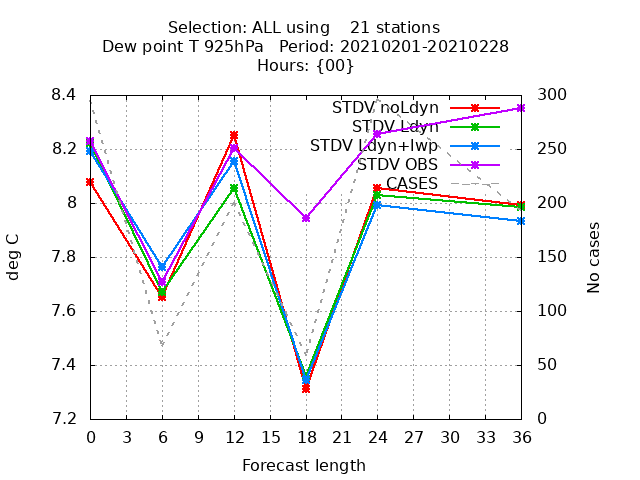 Selection: ALL using 21 stations
Dew point T 925hPa Period: 20210201-20210228
Hours: {00}
STDV noLdyn
STDV Ldyn
STDV Ldyn+lwp
STDV OBS
CASES
8.4
8.2
8
7.8
7.6
7.4
7.2
300
250
200
150
100
50
0
deg C
No cases
0 3 6 9 12 15 18 21 24 27 30 33 36
Forecast length